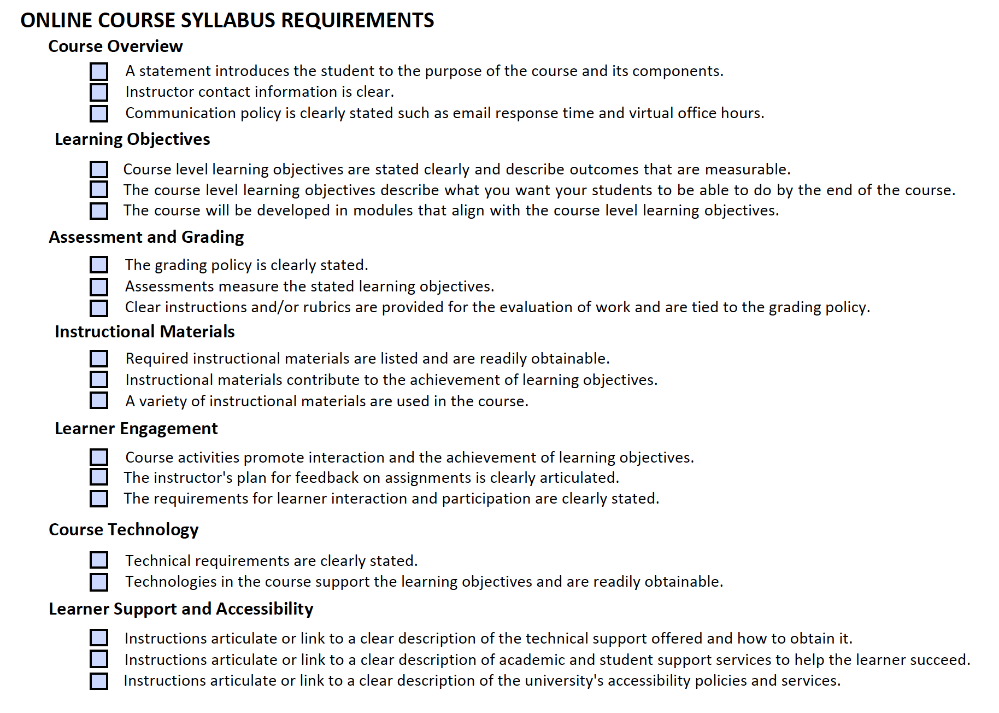 ONLINE COURSE SYLLABUS REQUIREMENTS
Course Overview
A statement introduces the student to the purpose of the course and its components.
Instructor contact information is clear.
Communication policy is clearly stated such as email response time and virtual office hours.
Learning Objectives
Course level learning objectives are stated clearly and describe outcomes that are measurable.
The course level learning objectives describe what you want your students to be able to do by the end of the course.
The course will be developed in modules that align with the course level learning objectives.
Assessment and Grading
The grading policy is clearly stated.
Assessments measure the stated learning objectives.
Clear instructions and/or rubrics are provided for the evaluation of work and are tied to the grading policy.
Instructional Materials
Required instructional materials are listed and are readily obtainable.
Instructional materials contribute to the achievement of learning objectives.
A variety of instructional materials are used in the course.
Learner Engagement
Course activities promote interaction and the achievement of learning objectives.
The instructor's plan for feedback on assignments is clearly articulated.
The requirements for learner interaction and participation are clearly stated.
Course Technology
Technical requirements are clearly stated.
Technologies in the course support the learning objectives and are readily obtainable.
Learner Support and Accessibility
Instructions articulate or link to a clear description of the technical support offered and how to obtain it.
Instructions articulate or link to a clear description of academic and student support services to help the learner succeed.
Instructions articulate or link to a clear description of the university's accessibility policies and services.